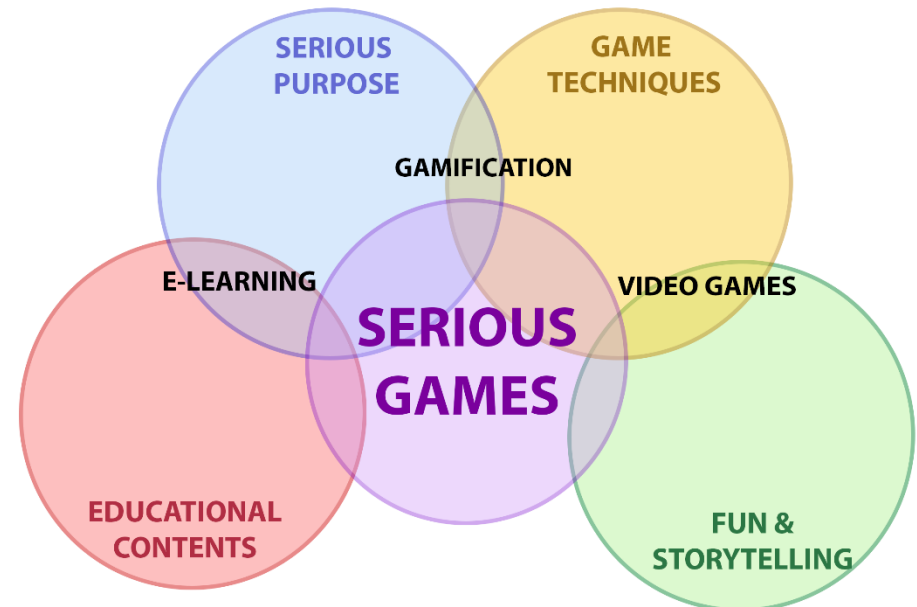 SERIOUS
PURPOSE
GAME
TECHNIQUES
GAMIFICATION
E-LEARNING
VIDEO GAMES
SERIOUS
GAMES
EDUCATIONAL
CONTENTS
FUN &
STORYTELLING